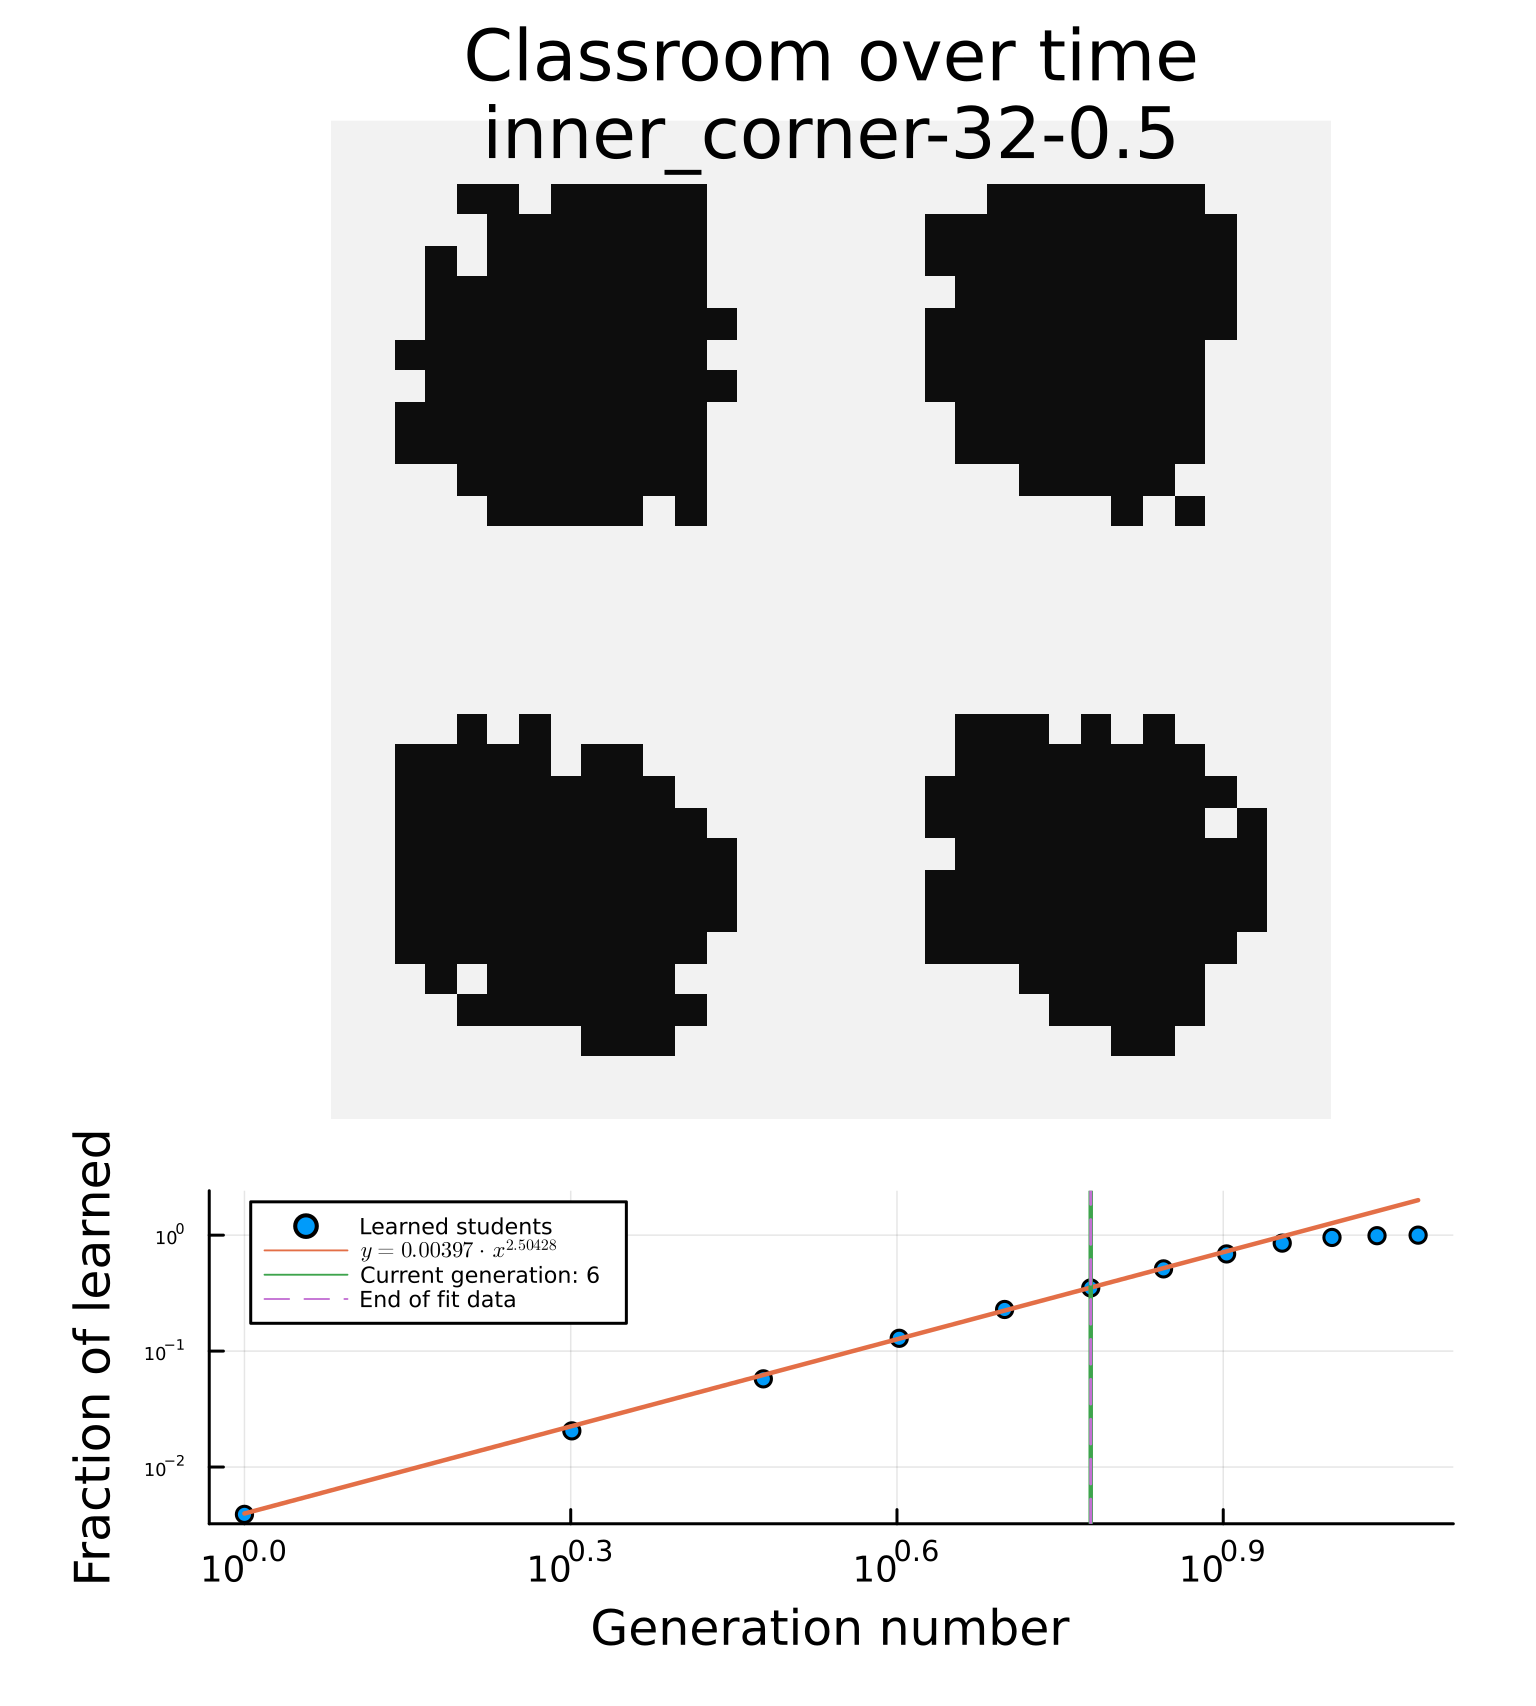 Classroom over time
inner_corner-32-0.5
Fraction of learned
10^0
10^-1
10^-2
Learned students
y = 0.00397 · x^2.50428
Current generation: 6
End of fit data
10^0.0
10^0.3
10^0.6
10^0.9
Generation number